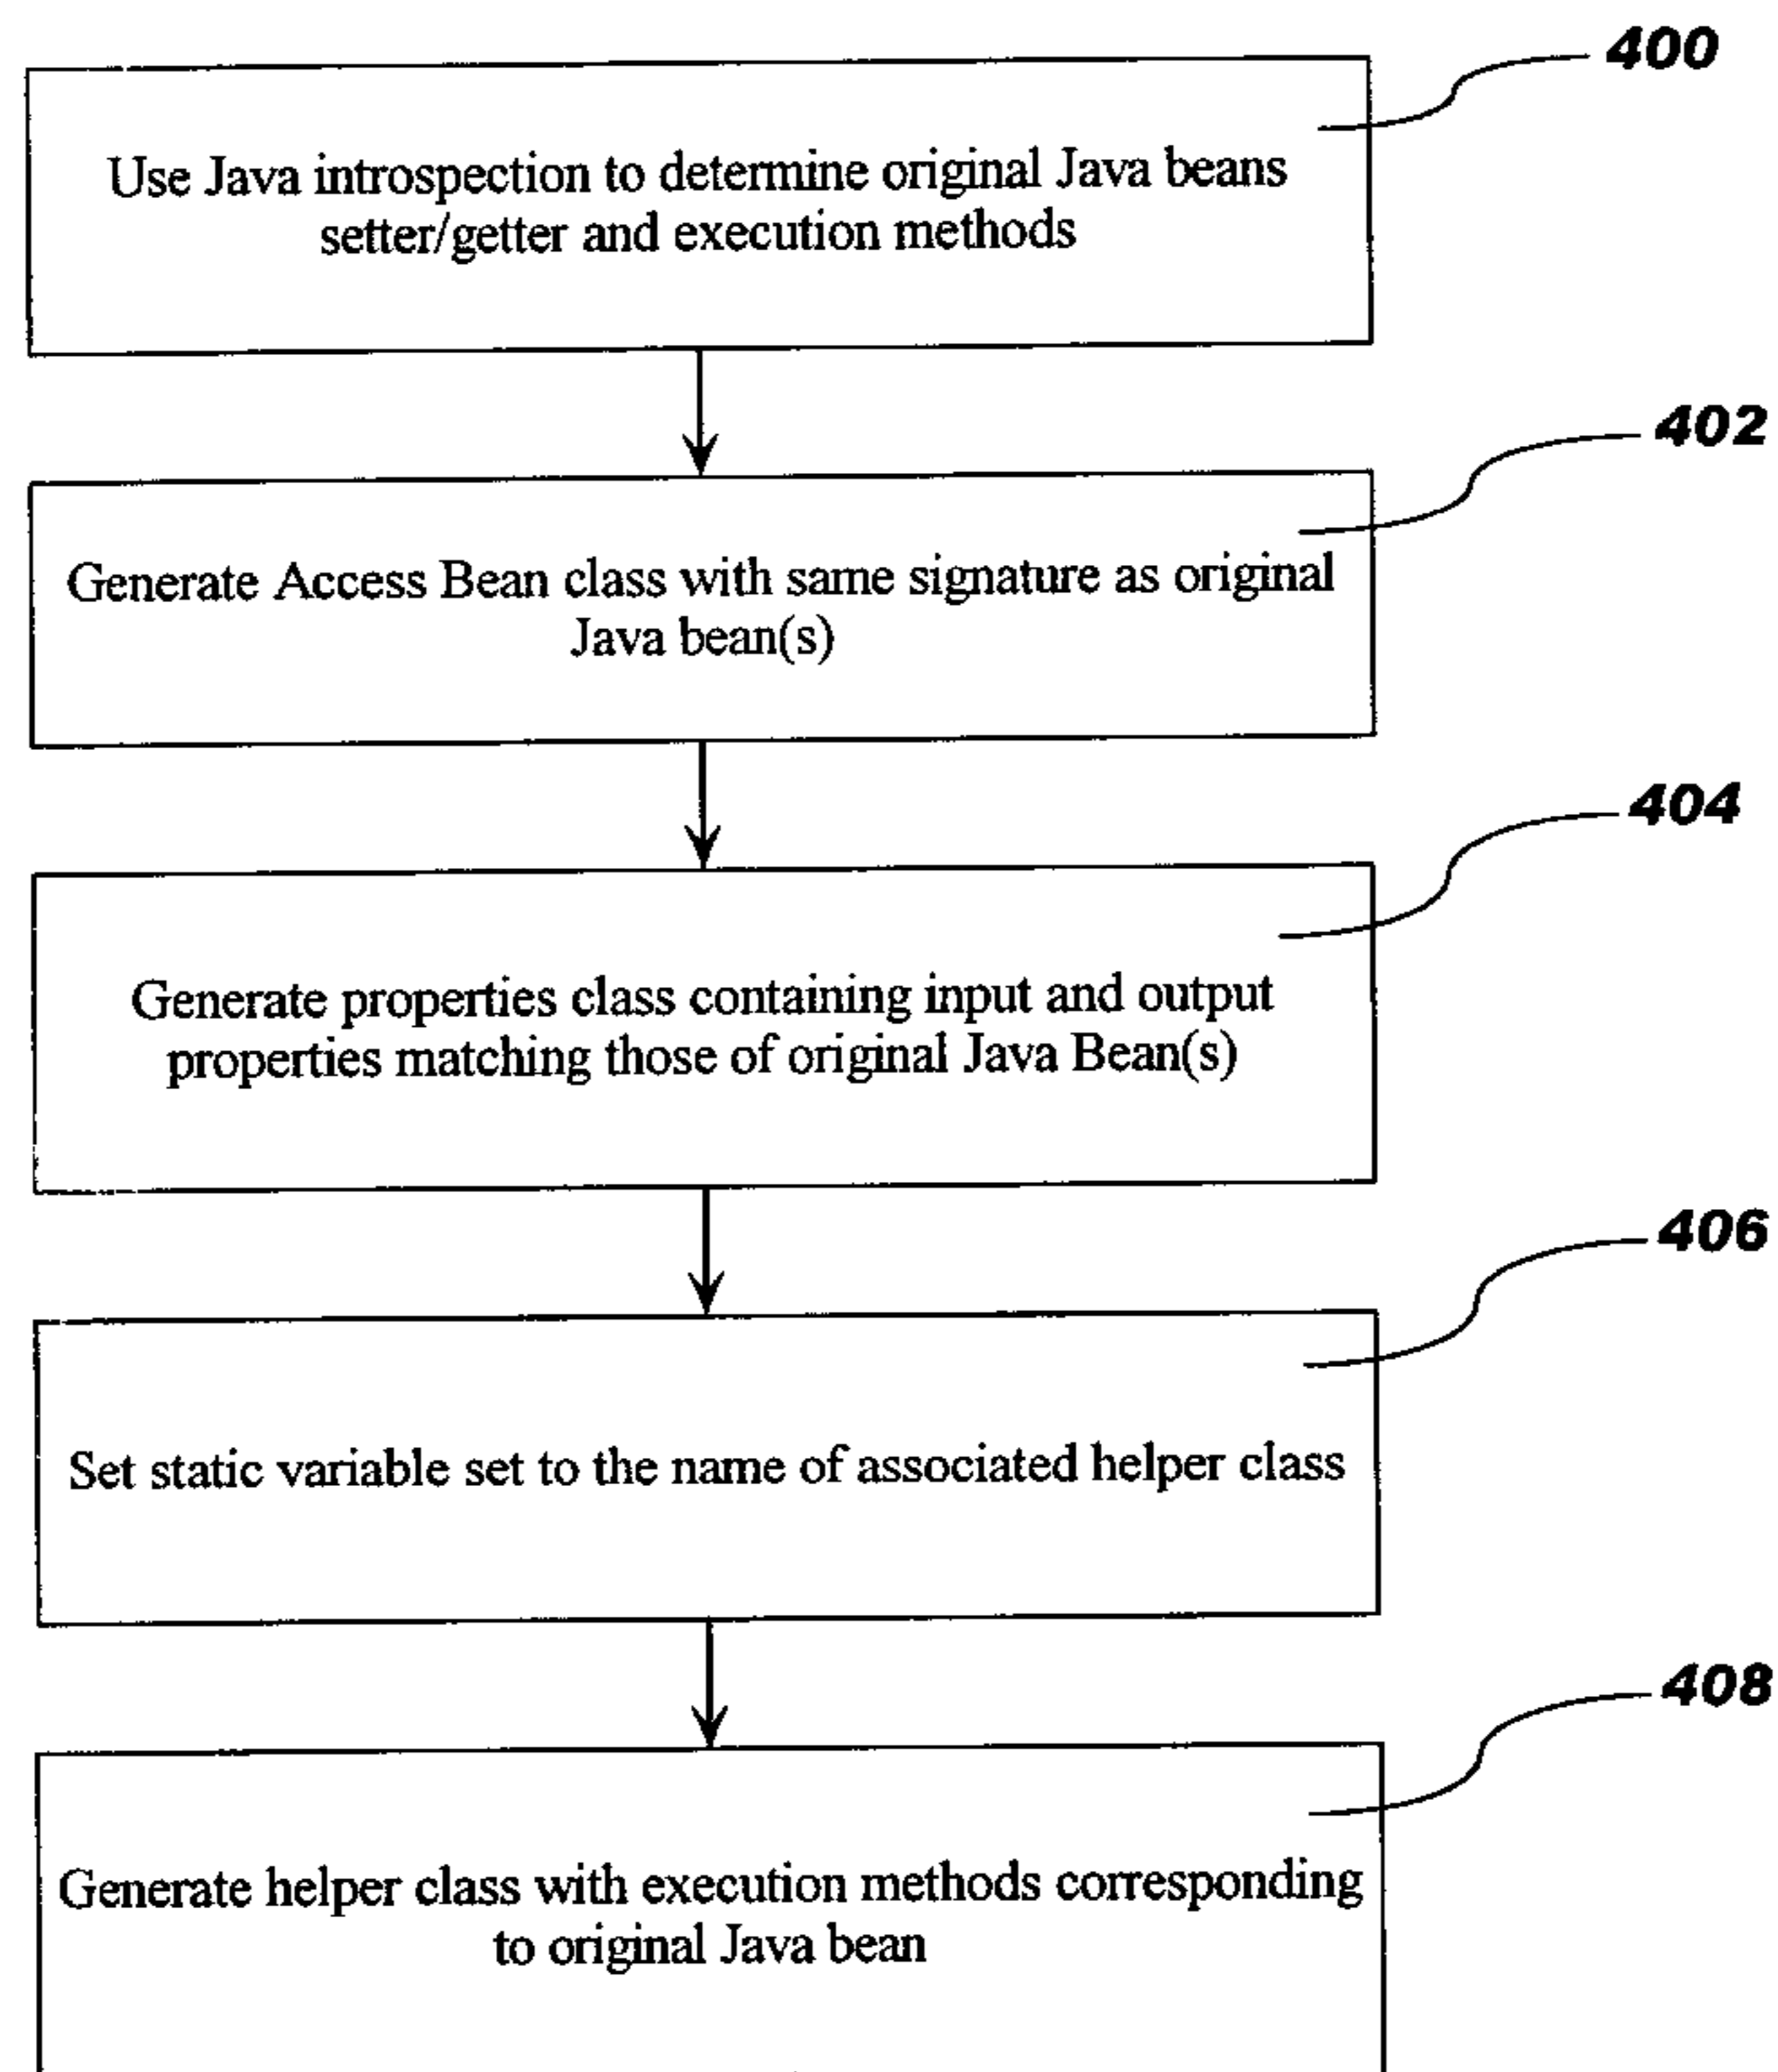 400
Use Java introspection to determine original Java beans
setter/getter and execution methods
402
Generate Access Bean class with same signature as original
Java bean(s)
404
Generate properties class containing input and output
properties matching those of original Java Bean(s)
406
Set static variable set to the name of associated helper class
408
Generate helper class with execution methods corresponding
to original Java bean